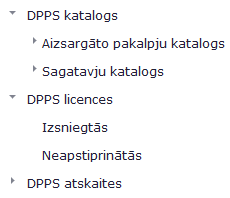 DPPS katalogs
Aizsargāto pakalpju katalogs
Sagatavju katalogs
DPPS licences
Izsniegtās
Neapstiprinātās
DPPS atskaites